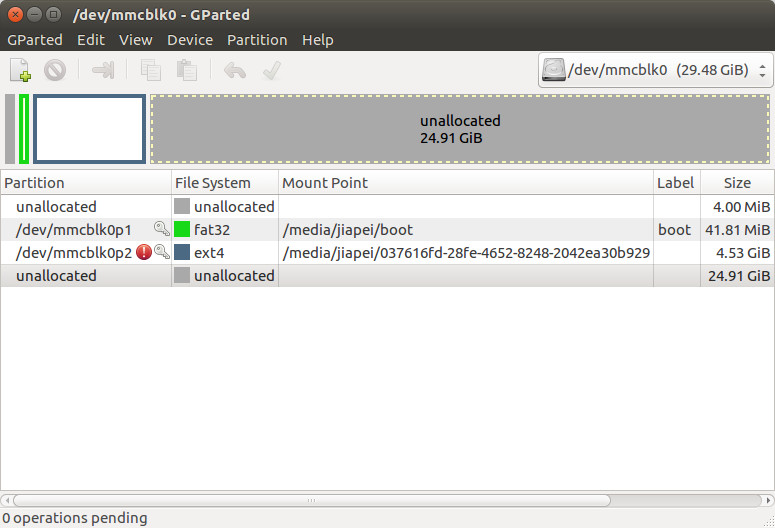 /dev/mmcblk0 - GParted
GParted Edit View Device Partition Help
/dev/mmcblk0 (29.48 GiB)
unallocated
24.91 GiB
Partition File System Mount Point Label Size
unallocated unallocated 4.00 MiB
/dev/mmcblk0p1 fat32 /media/jiapei/boot boot 41.81 MiB
/dev/mmcblk0p2 ext4 /media/jiapei/037616fd-28fe-4652-8248-2042ea30b929 4.53 GiB
unallocated unallocated 24.91 GiB
0 operations pending